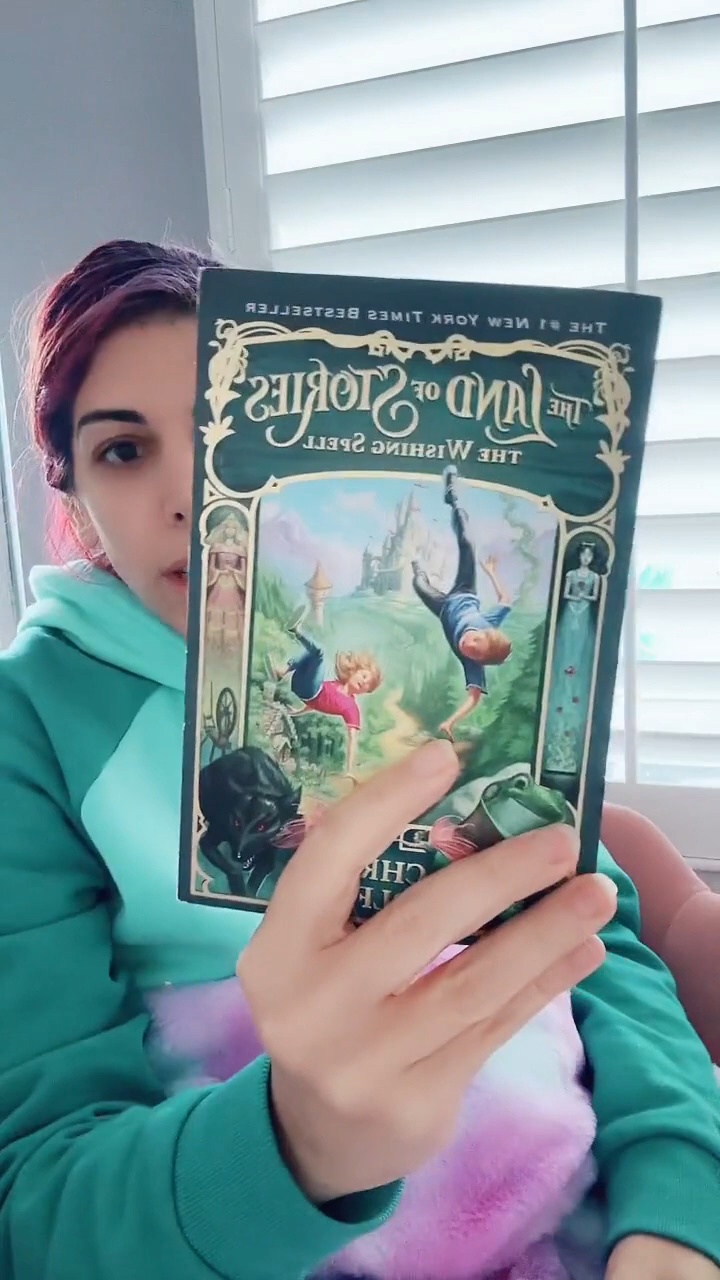 THE #1 NEW YORK TIMES BESTSELLER
THE LAND OF STORIES
THE WISHING SPELL